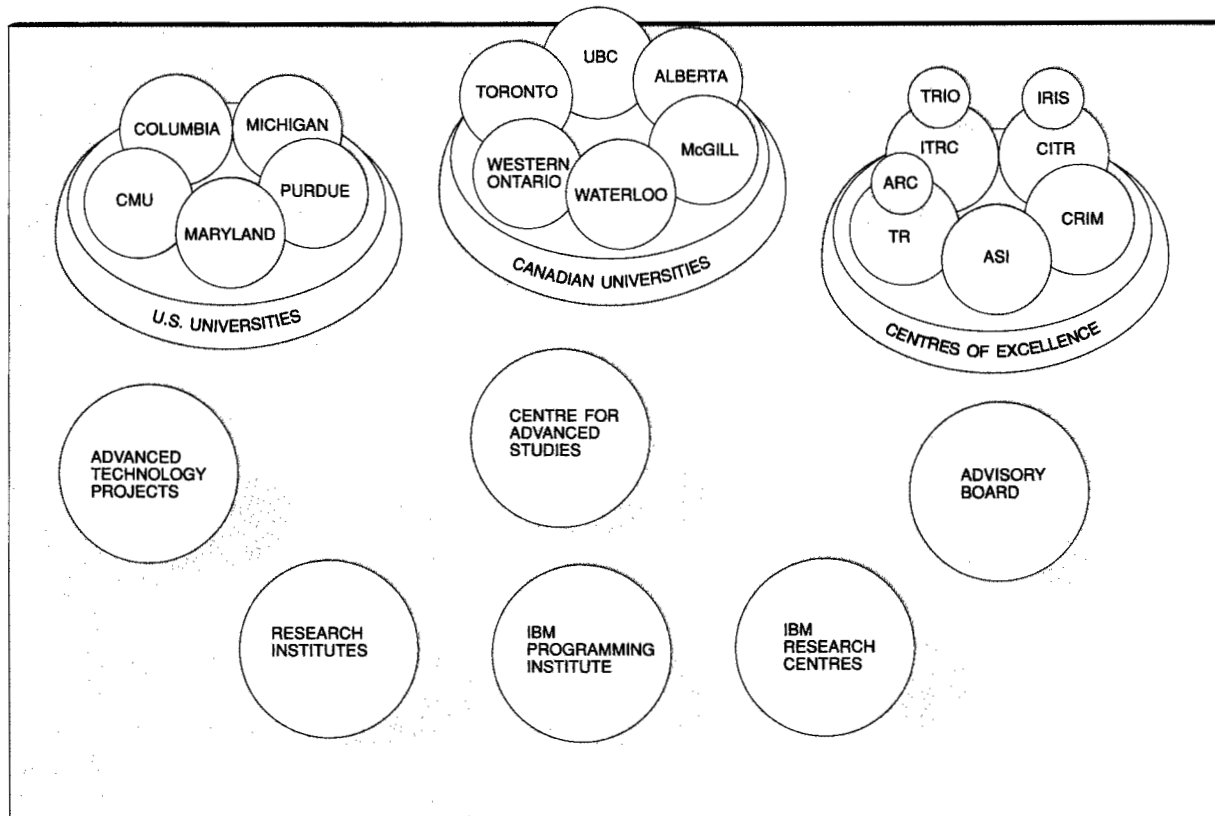 COLUMBIA
MICHIGAN
CMU
PURDUE
MARYLAND
U.S. UNIVERSITIES
UBC
TORONTO
ALBERTA
WESTERN
ONTARIO
McGILL
WATERLOO
CANADIAN UNIVERSITIES
TRIO
IRIS
ITRC
CITR
ARC
TR
CRIM
ASI
CENTRES OF EXCELLENCE
ADVANCED
TECHNOLOGY
PROJECTS
CENTRE FOR
ADVANCED
STUDIES
ADVISORY
BOARD
RESEARCH
INSTITUTES
IBM
PROGRAMMING
INSTITUTE
IBM
RESEARCH
CENTRES